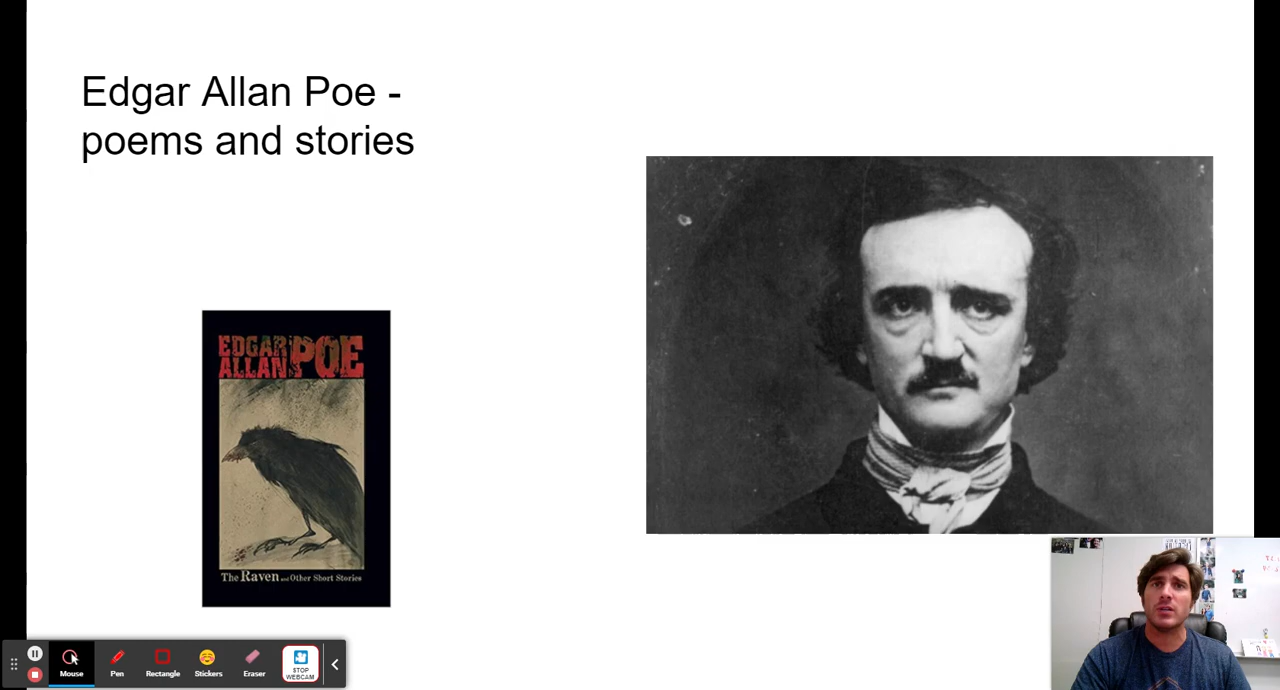 Edgar Allan Poe -
poems and stories
EDGAR
ALLAN POE
The Raven and Other Short Stories
Mouse
Pen
Rectangle
Stickers
Eraser
STOP
WEBCAM